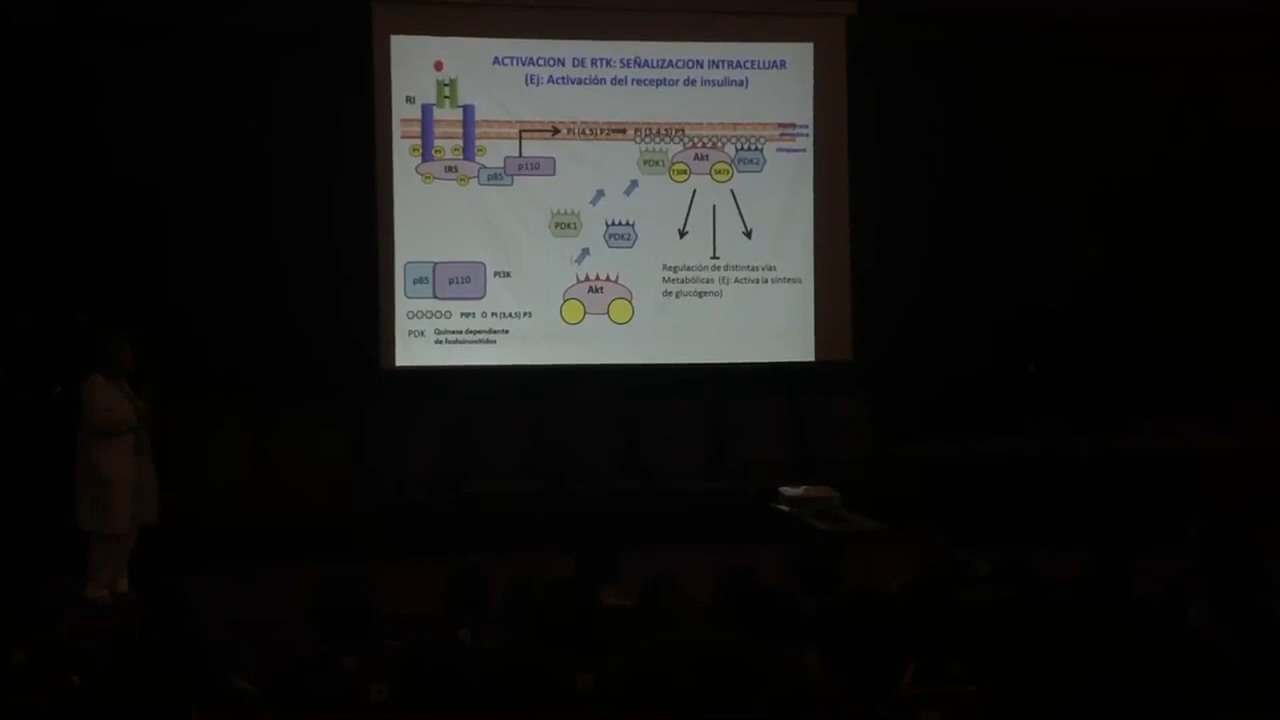 ACTIVACION DE RTK: SEÑALIZACION INTRACELUAR
(Ej: Activación del receptor de insulina)
RI
PI (4,5) P2
PI (3,4,5) P3
IRS
p85
p110
PDK1
Akt
PDK2
T308
S473
PDK1
PDK2
Akt
Regulación de distintas vías
Metabólicas (Ej: Activa la síntesis
de glucógeno)
p85
p110
PI3K
PIP3 Ó PI (3,4,5) P3
PDK
Quinasa dependiente
de fosfoinosítidos